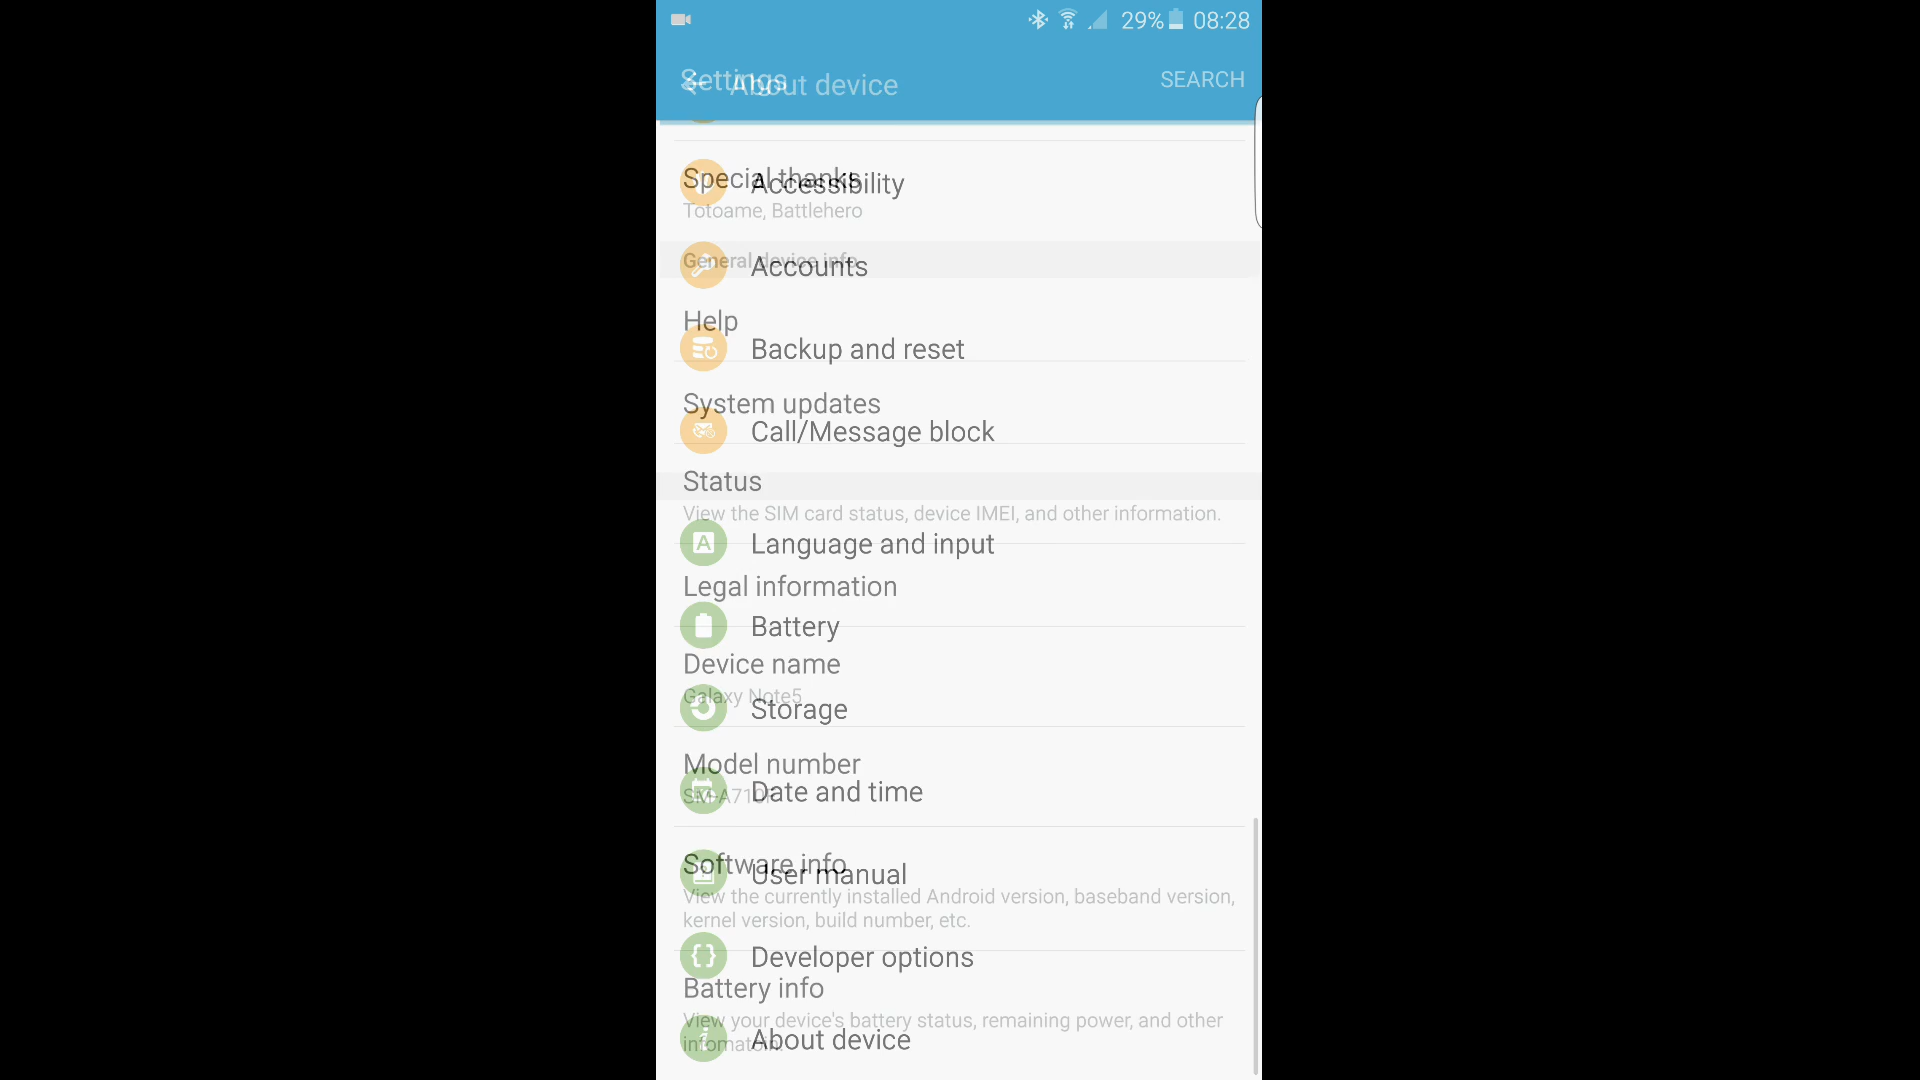 29% 08:28
Settings
About device
SEARCH
Special thanks
Accessibility
Totoame, Battlehero
General device info
Accounts
Help
Backup and reset
System updates
Call/Message block
Status
View the SIM card status, device IMEI, and other information.
Language and input
Legal information
Battery
Device name
Galaxy Note5
Storage
Model number
Date and time
SM-A710F
Software info
User manual
View the currently installed Android version, baseband version,
kernel version, build number, etc.
Developer options
Battery info
View your device's battery status, remaining power, and other
About device